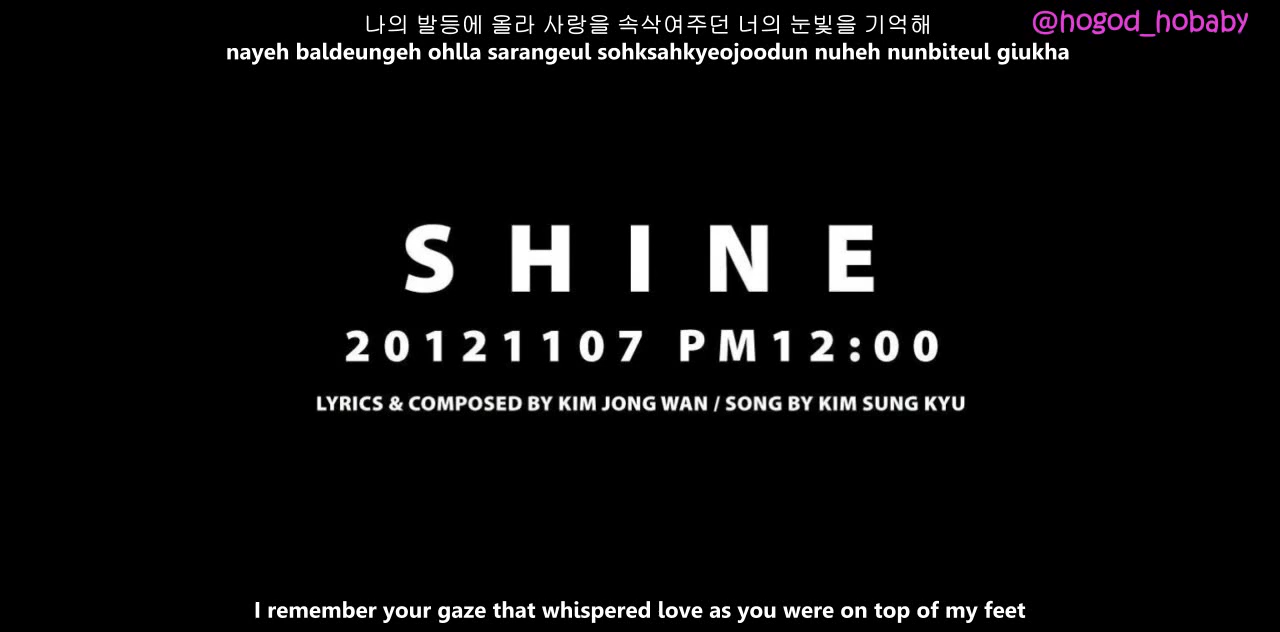 나의 발등에 올라 사랑을 속삭여주던 너의 눈빛을 기억해
@hogod_hobaby
nayeh baldeungeh ohlla sarangeul sohksahkyeojoodun nuheh nunbiteul giukha
SHINE
20121107 PM12:00
LYRICS & COMPOSED BY KIM JONG WAN / SONG BY KIM SUNG KYU
I remember your gaze that whispered love as you were on top of my feet